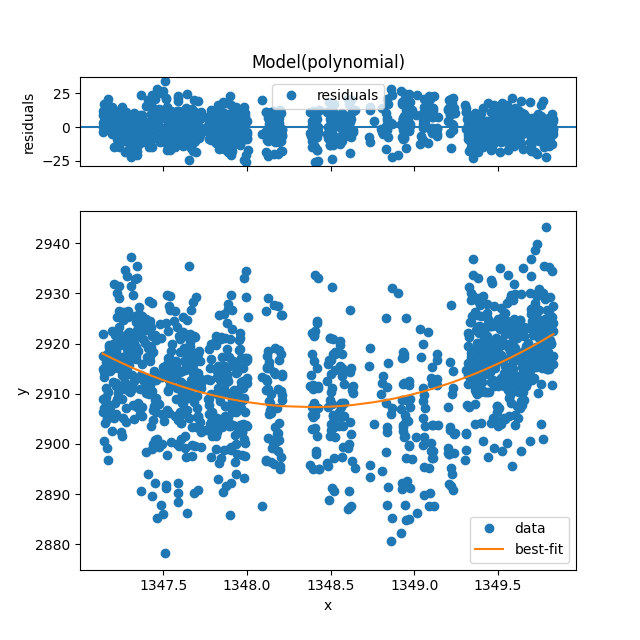 Model(polynomial)
25
0
−25
residuals
residuals
2940
2930
2920
2910
2900
2890
2880
y
data
best-fit
1347.5 1348.0 1348.5 1349.0 1349.5
x